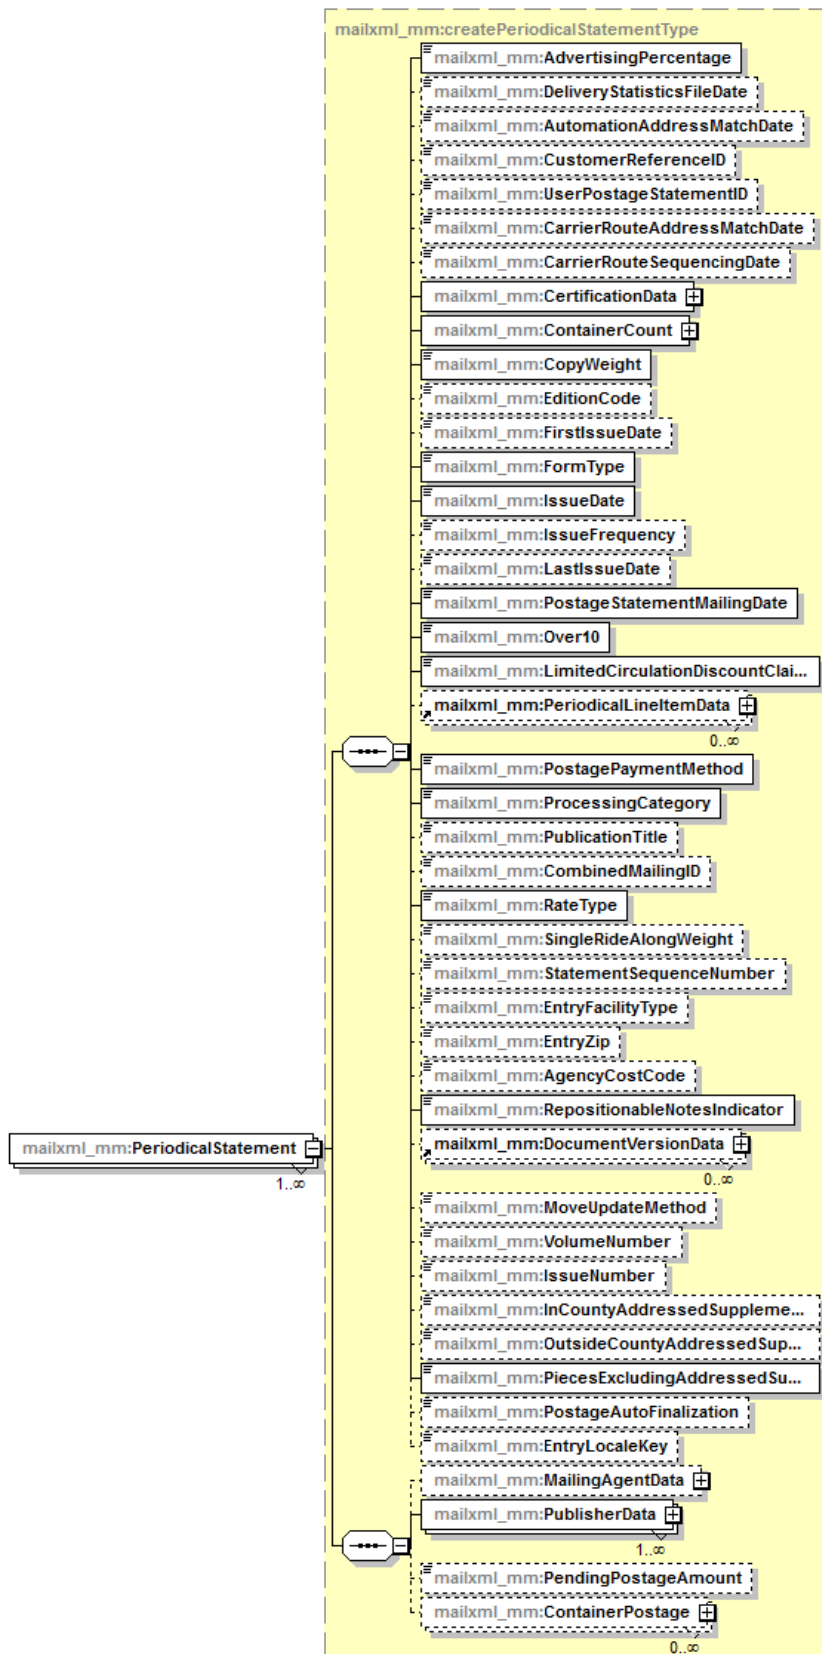 mailxml_mm:createPeriodicalStatementType
mailxml_mm:AdvertisingPercentage
mailxml_mm:DeliveryStatisticsFileDate
mailxml_mm:AutomationAddressMatchDate
mailxml_mm:CustomerReferenceID
mailxml_mm:UserPostageStatementID
mailxml_mm:CarrierRouteAddressMatchDate
mailxml_mm:CarrierRouteSequencingDate
mailxml_mm:CertificationData
mailxml_mm:ContainerCount
mailxml_mm:CopyWeight
mailxml_mm:EditionCode
mailxml_mm:FirstIssueDate
mailxml_mm:FormType
mailxml_mm:IssueDate
mailxml_mm:IssueFrequency
mailxml_mm:LastIssueDate
mailxml_mm:PostageStatementMailingDate
mailxml_mm:Over10
mailxml_mm:LimitedCirculationDiscountClai...
mailxml_mm:PeriodicalLineItemData
0..∞
mailxml_mm:PostagePaymentMethod
mailxml_mm:ProcessingCategory
mailxml_mm:PublicationTitle
mailxml_mm:CombinedMailingID
mailxml_mm:RateType
mailxml_mm:SingleRideAlongWeight
mailxml_mm:StatementSequenceNumber
mailxml_mm:EntryFacilityType
mailxml_mm:EntryZip
mailxml_mm:AgencyCostCode
mailxml_mm:RepositionableNotesIndicator
mailxml_mm:DocumentVersionData
0..∞
mailxml_mm:PeriodicalStatement
1..∞
mailxml_mm:MoveUpdateMethod
mailxml_mm:VolumeNumber
mailxml_mm:IssueNumber
mailxml_mm:InCountyAddressedSuppleme...
mailxml_mm:OutsideCountyAddressedSup...
mailxml_mm:PiecesExcludingAddressedSu...
mailxml_mm:PostageAutoFinalization
mailxml_mm:EntryLocaleKey
mailxml_mm:MailingAgentData
mailxml_mm:PublisherData
1..∞
mailxml_mm:PendingPostageAmount
mailxml_mm:ContainerPostage
0..∞